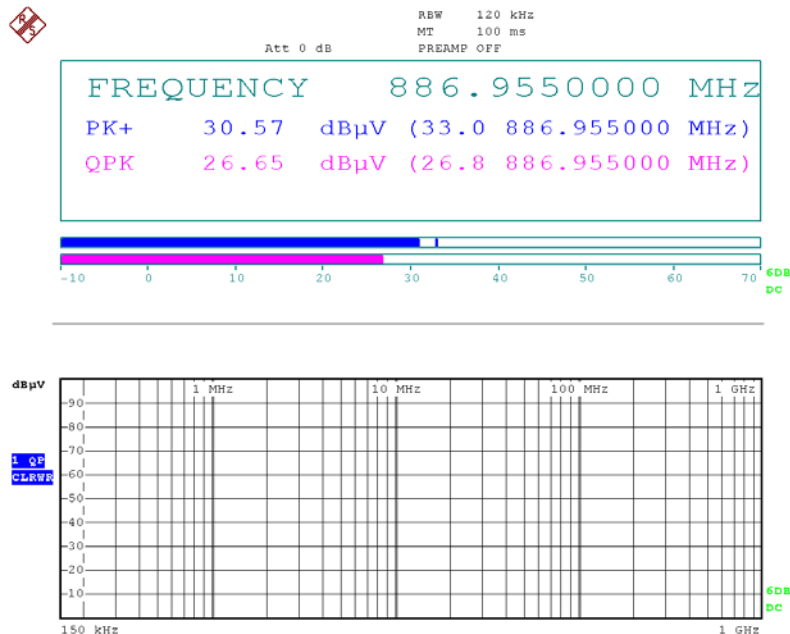 R S
RBW 120 kHz
MT 100 ms
Att 0 dB PREAMP OFF
FREQUENCY 886.9550000 MHz
PK+ 30.57 dBµV (33.0 886.955000 MHz)
QPK 26.65 dBµV (26.8 886.955000 MHz)
-10 0 10 20 30 40 50 60 70
6DB
DC
dBµV
1 MHz 10 MHz 100 MHz 1 GHz
90
80
70
1 QP
CLRWR
60
50
40
30
20
10
6DB
DC
150 kHz 1 GHz